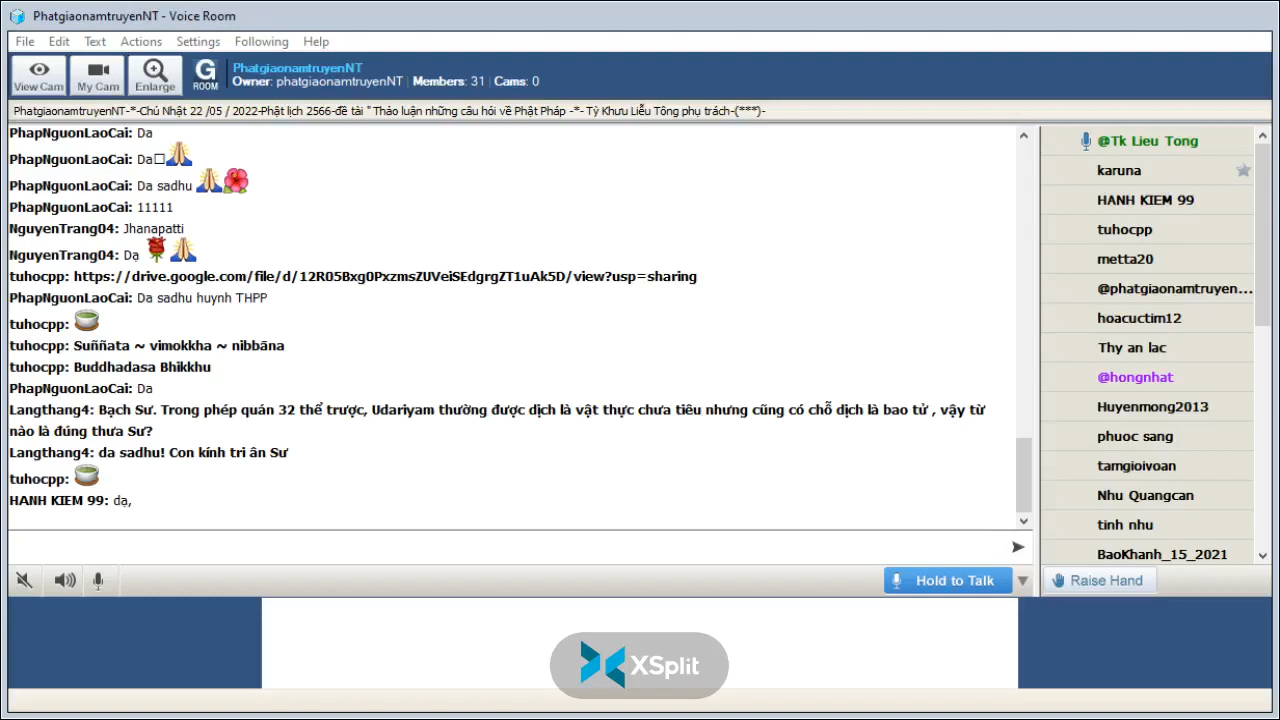 PhatgiaonamtruyenNT - Voice Room
File Edit Text Actions Settings Following Help
View Cam My Cam Enlarge G ROOM
PhatgiaonamtruyenNT
Owner: phatgiaonamtruyenNT | Members: 31 | Cams: 0
PhatgiaonamtruyenNT-*-Chủ Nhật 22 /05 / 2022-Phật lịch 2566-đề tài " Thảo luận những câu hỏi về Phật Pháp -*- Tỳ Khưu Liễu Tông phụ trách-(***)-
PhapNguonLaoCai: Da
PhapNguonLaoCai: Da□🙏
PhapNguonLaoCai: Da sadhu 🙏🌺
PhapNguonLaoCai: 11111
NguyenTrang04: Jhanapatti
NguyenTrang04: Dạ 🌹🙏
tuhocpp: https://drive.google.com/file/d/12R05Bxg0PxzmsZUVeiSEdgrgZT1uAk5D/view?usp=sharing
PhapNguonLaoCai: Da sadhu huynh THPP
tuhocpp: 🍵
tuhocpp: Suññata ~ vimokkha ~ nibbāna
tuhocpp: Buddhadasa Bhikkhu
PhapNguonLaoCai: Da
Langthang4: Bạch Sư. Trong phép quán 32 thể trược, Udariyam thường được dịch là vật thực chưa tiêu nhưng cũng có chỗ dịch là bao tử , vậy từ
nào là đúng thưa Sư?
Langthang4: da sadhu! Con kính tri ân Sư
tuhocpp: 🍵
HANH KIEM 99: dạ,
@Tk Lieu Tong
karuna
HANH KIEM 99
tuhocpp
metta20
@phatgiaonamtruyen...
hoacuctim12
Thy an lac
@hongnhat
Huyenmong2013
phuoc sang
tamgioivoan
Nhu Quangcan
tinh nhu
BaoKhanh_15_2021
Hold to Talk
Raise Hand
XSplit